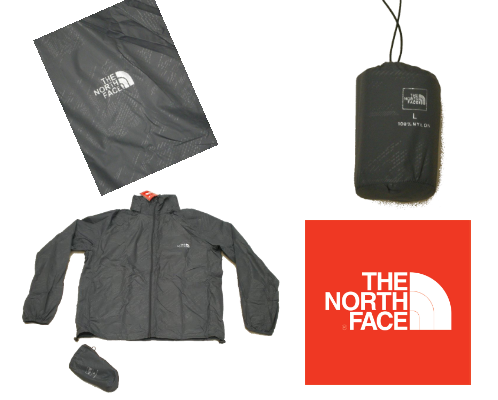 THE
NORTH
FACE
THE
NORTH
FACE
L
100% NYLON
THE
NORTH
FACE
®